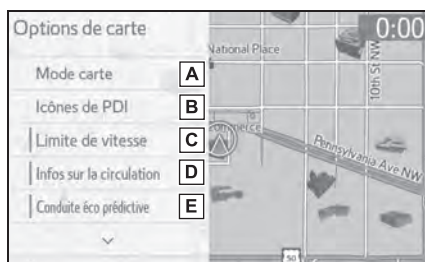 Options de carte
0:00
National Place
Mode carte
A
10th St NW
Icônes de PDI
B
Limite de vitesse
C
Pennsylvania Ave NW
Infos sur la circulation
D
Conduite éco prédictive
E
50